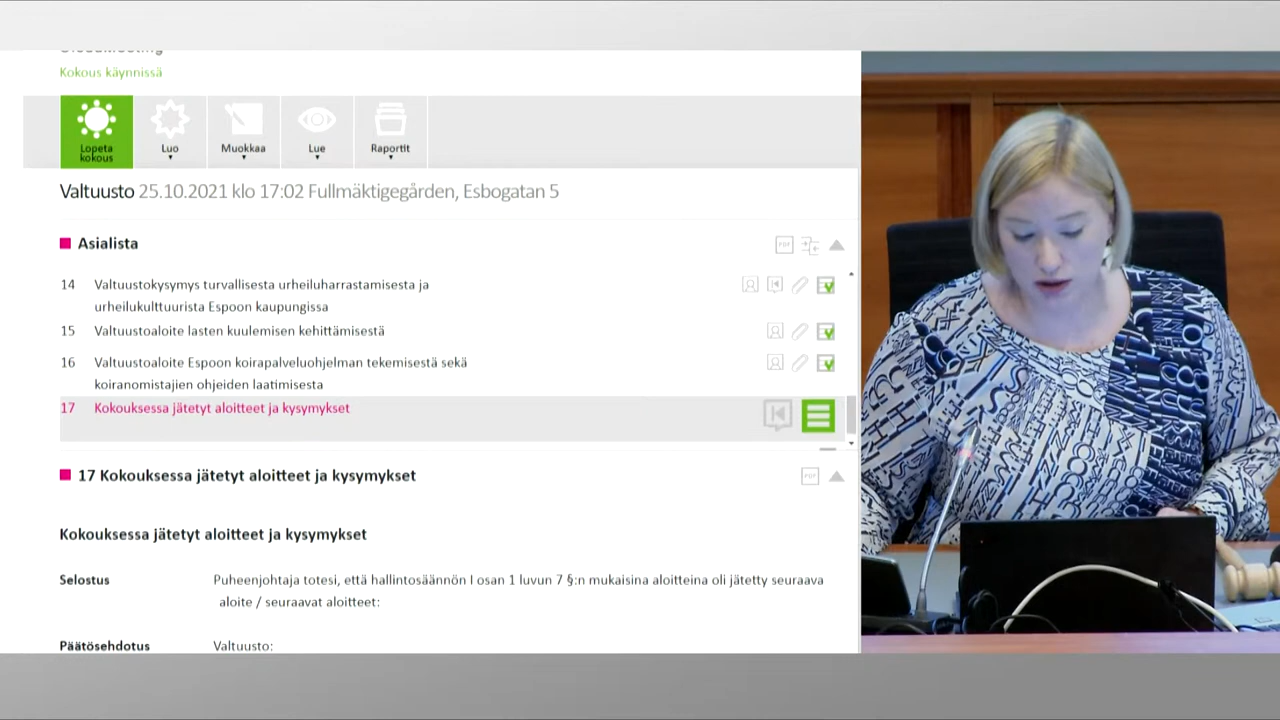 Kokous käynnissä
Lopeta kokous
Luo
Muokkaa
Lue
Raportit
Valtuusto 25.10.2021 klo 17:02 Fullmäktigegården, Esbogatan 5
Asialista
PDF
14 Valtuustokysymys turvallisesta urheiluharrastamisesta ja
urheilukulttuurista Espoon kaupungissa
15 Valtuustoaloite lasten kuulemisen kehittämisestä
16 Valtuustoaloite Espoon koirapalveluohjelman tekemisestä sekä
koiranomistajien ohjeiden laatimisesta
17 Kokouksessa jätetyt aloitteet ja kysymykset
17 Kokouksessa jätetyt aloitteet ja kysymykset
PDF
Kokouksessa jätetyt aloitteet ja kysymykset
Selostus Puheenjohtaja totesi, että hallintosäännön I osan 1 luvun 7 §:n mukaisina aloitteina oli jätetty seuraava
aloite / seuraavat aloitteet:
Päätösehdotus Valtuusto: